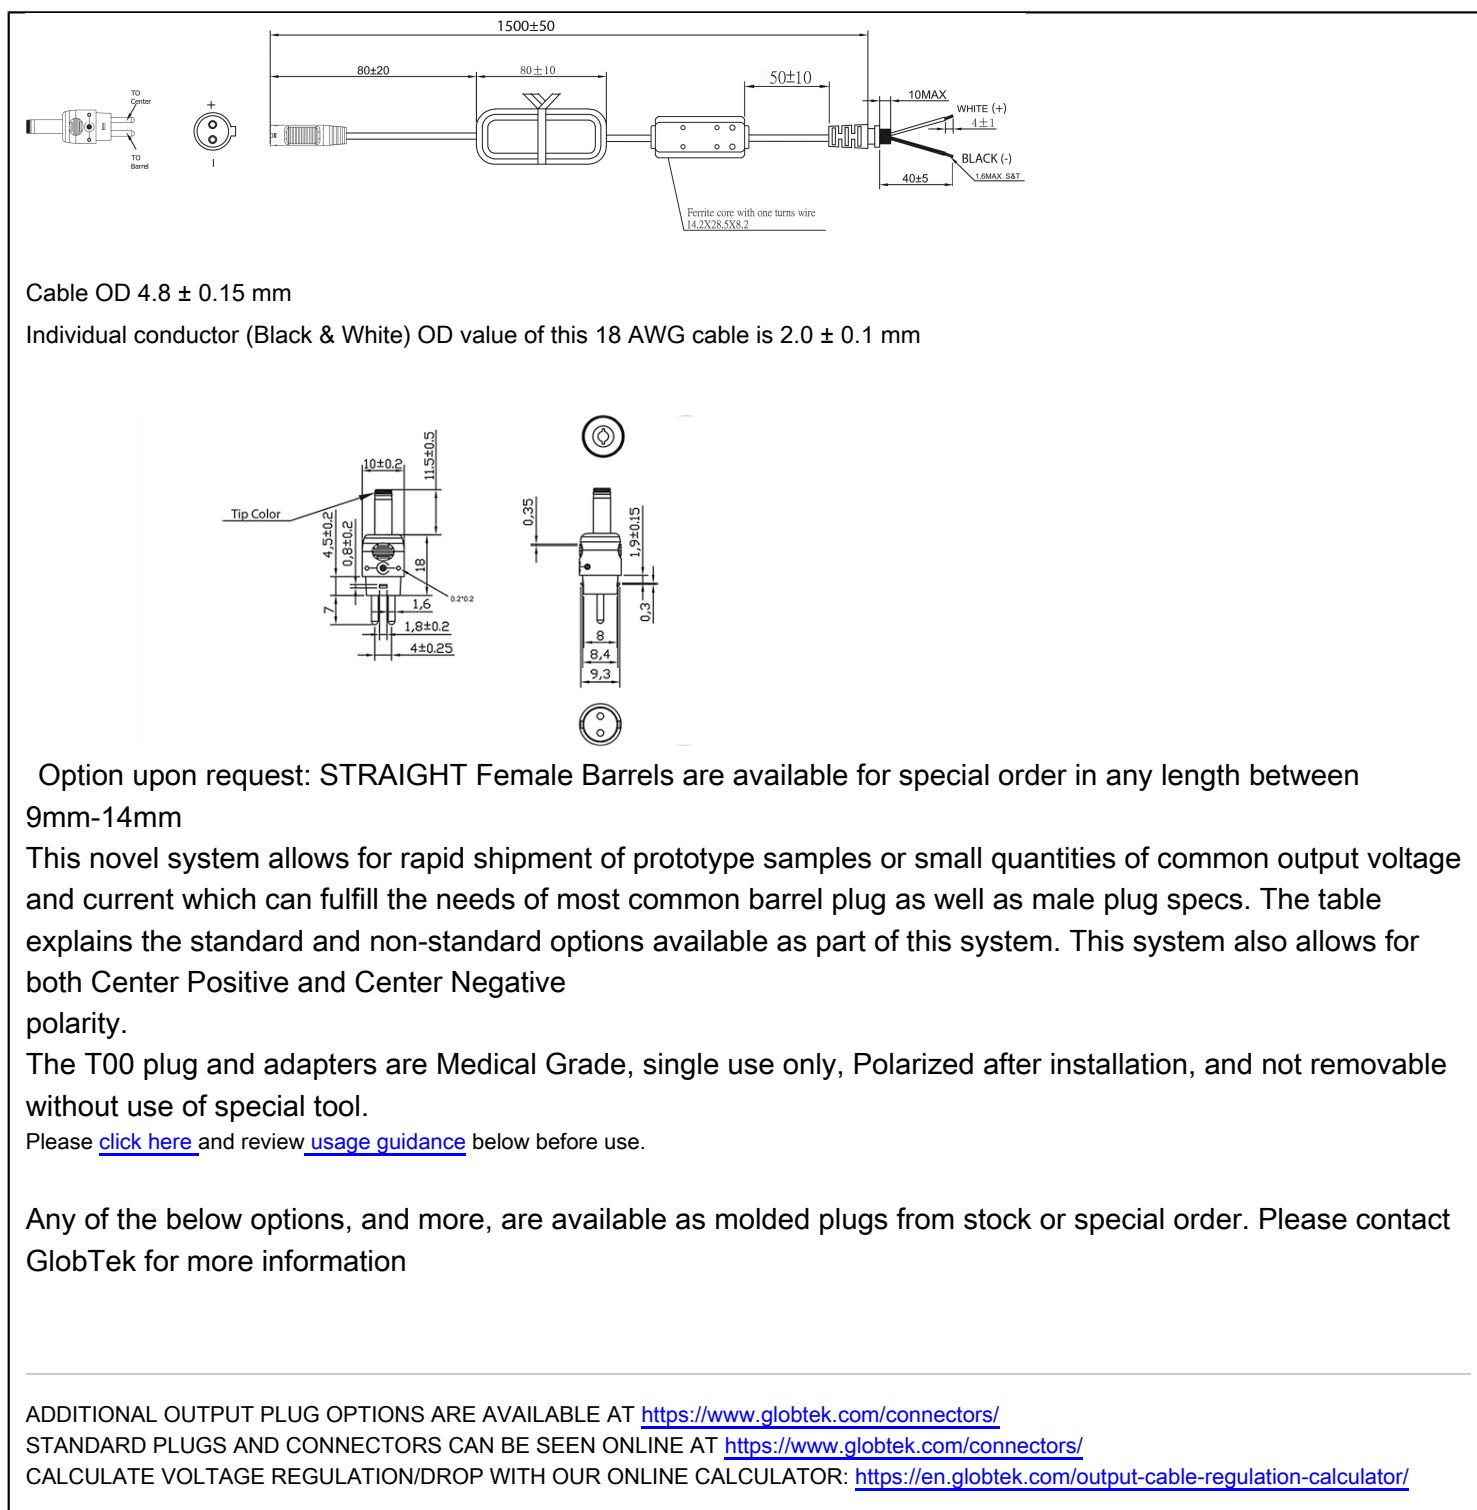 1500±50
80±20
80±10
50±10
10MAX
WHITE (+)
4±1
TO
Center
+
TO
Barrel
BLACK (-)
40±5
1.6MAX S&T
Ferrite core with one turns wire
14.2X28.5X8.2
Cable OD 4.8 ± 0.15 mm
Individual conductor (Black & White) OD value of this 18 AWG cable is 2.0 ± 0.1 mm
10±0.2
11.5±0.5
Tip Color
4,5±0.2
0,8±0.2
18
0.2*0.2
7
1,6
1,8±0.2
4±0.25
0,35
1,9±0.15
0,3
8
8,4
9,3
Option upon request: STRAIGHT Female Barrels are available for special order in any length between
9mm-14mm
This novel system allows for rapid shipment of prototype samples or small quantities of common output voltage
and current which can fulfill the needs of most common barrel plug as well as male plug specs. The table
explains the standard and non-standard options available as part of this system. This system also allows for
both Center Positive and Center Negative
polarity.
The T00 plug and adapters are Medical Grade, single use only, Polarized after installation, and not removable
without use of special tool.
Please click here and review usage guidance below before use.
Any of the below options, and more, are available as molded plugs from stock or special order. Please contact
GlobTek for more information
ADDITIONAL OUTPUT PLUG OPTIONS ARE AVAILABLE AT https://www.globtek.com/connectors/
STANDARD PLUGS AND CONNECTORS CAN BE SEEN ONLINE AT https://www.globtek.com/connectors/
CALCULATE VOLTAGE REGULATION/DROP WITH OUR ONLINE CALCULATOR: https://en.globtek.com/output-cable-regulation-calculator/